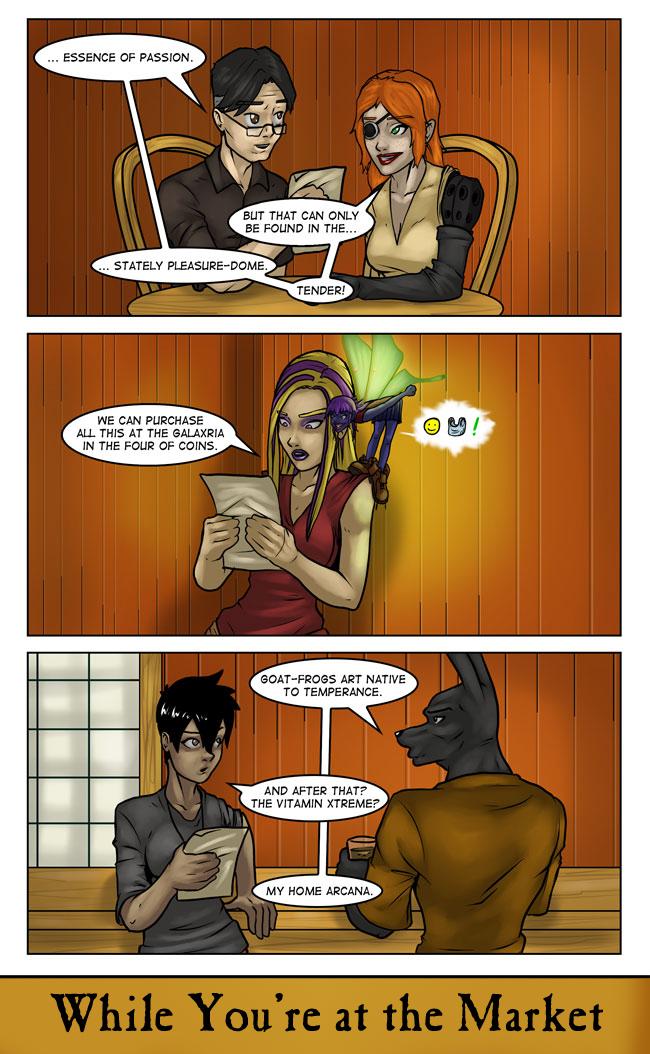 ... ESSENCE OF PASSION.
BUT THAT CAN ONLY
BE FOUND IN THE...
... STATELY PLEASURE-DOME.
TENDER!
WE CAN PURCHASE
ALL THIS AT THE GALAXRIA
IN THE FOUR OF COINS.
GOAT-FROGS ART NATIVE
TO TEMPERANCE.
AND AFTER THAT?
THE VITAMIN XTREME?
MY HOME ARCANA.
While You're at the Market